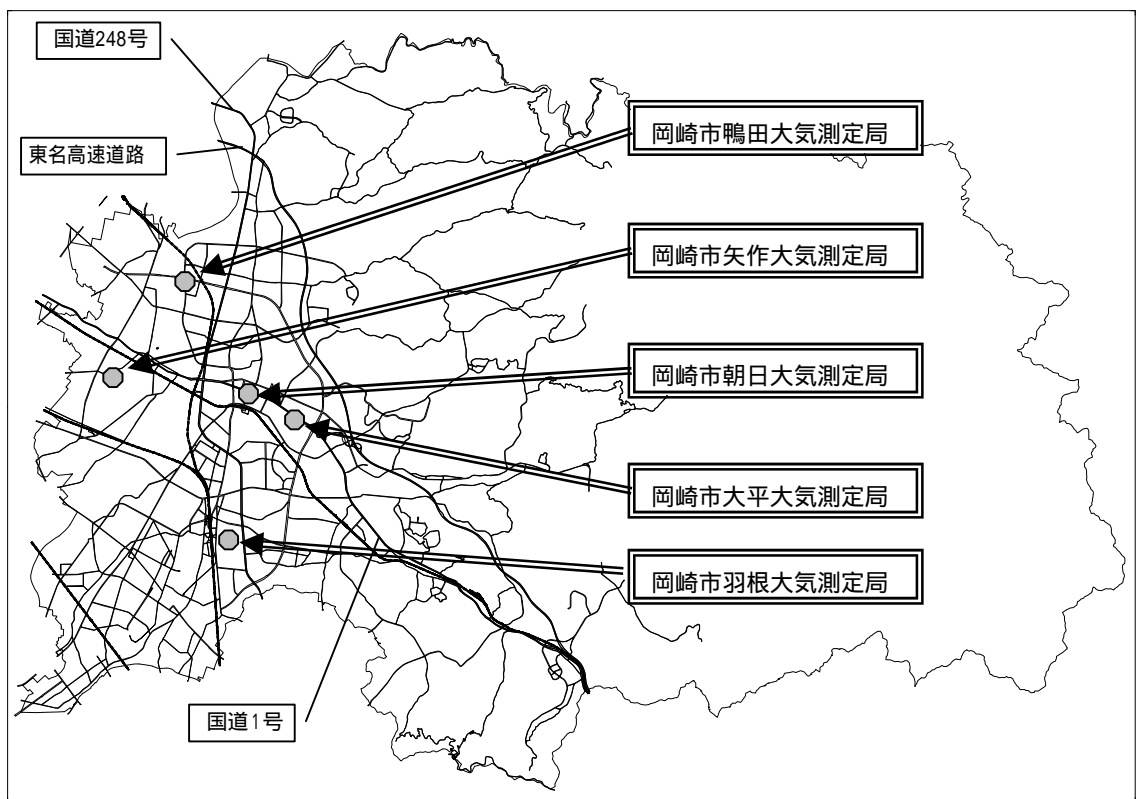 国道248号
東名高速道路
岡崎市鴨田大気測定局
岡崎市矢作大気測定局
岡崎市朝日大気測定局
岡崎市大平大気測定局
岡崎市羽根大気測定局
国道1号